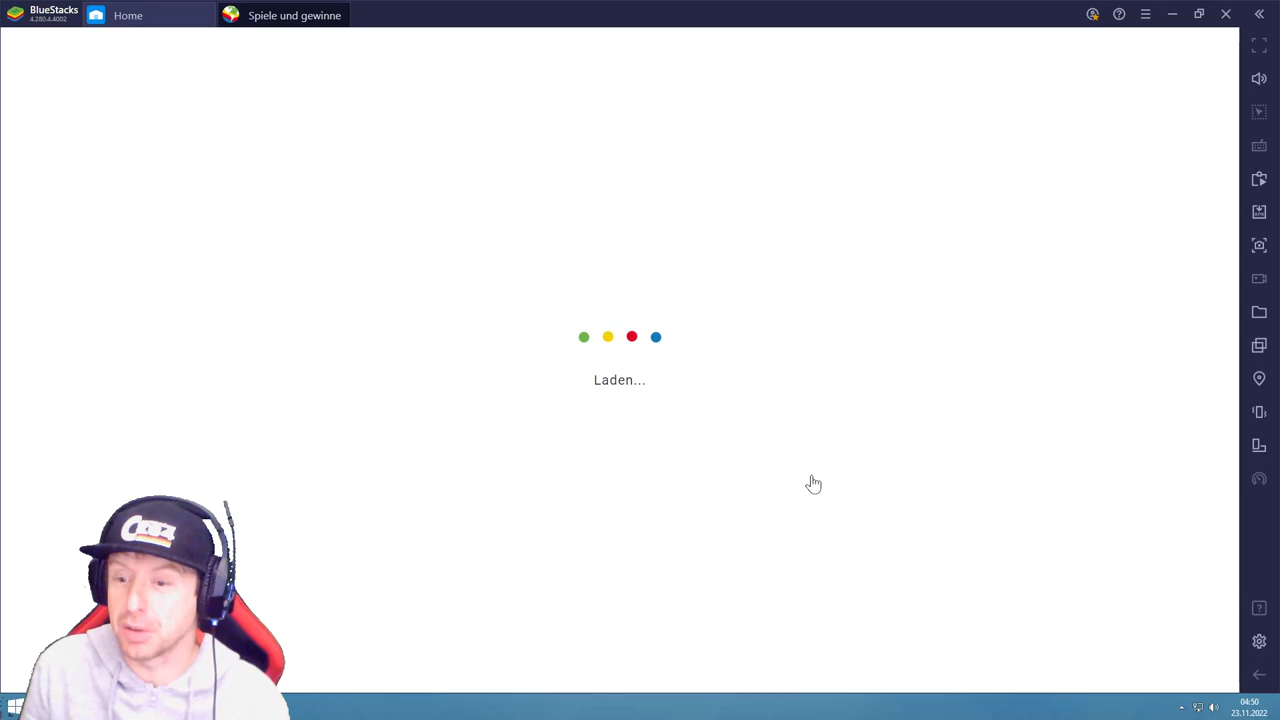 BlueStacks
4.280.4.4002
Home
Spiele und gewinne
Laden...
04:50
23.11.2022